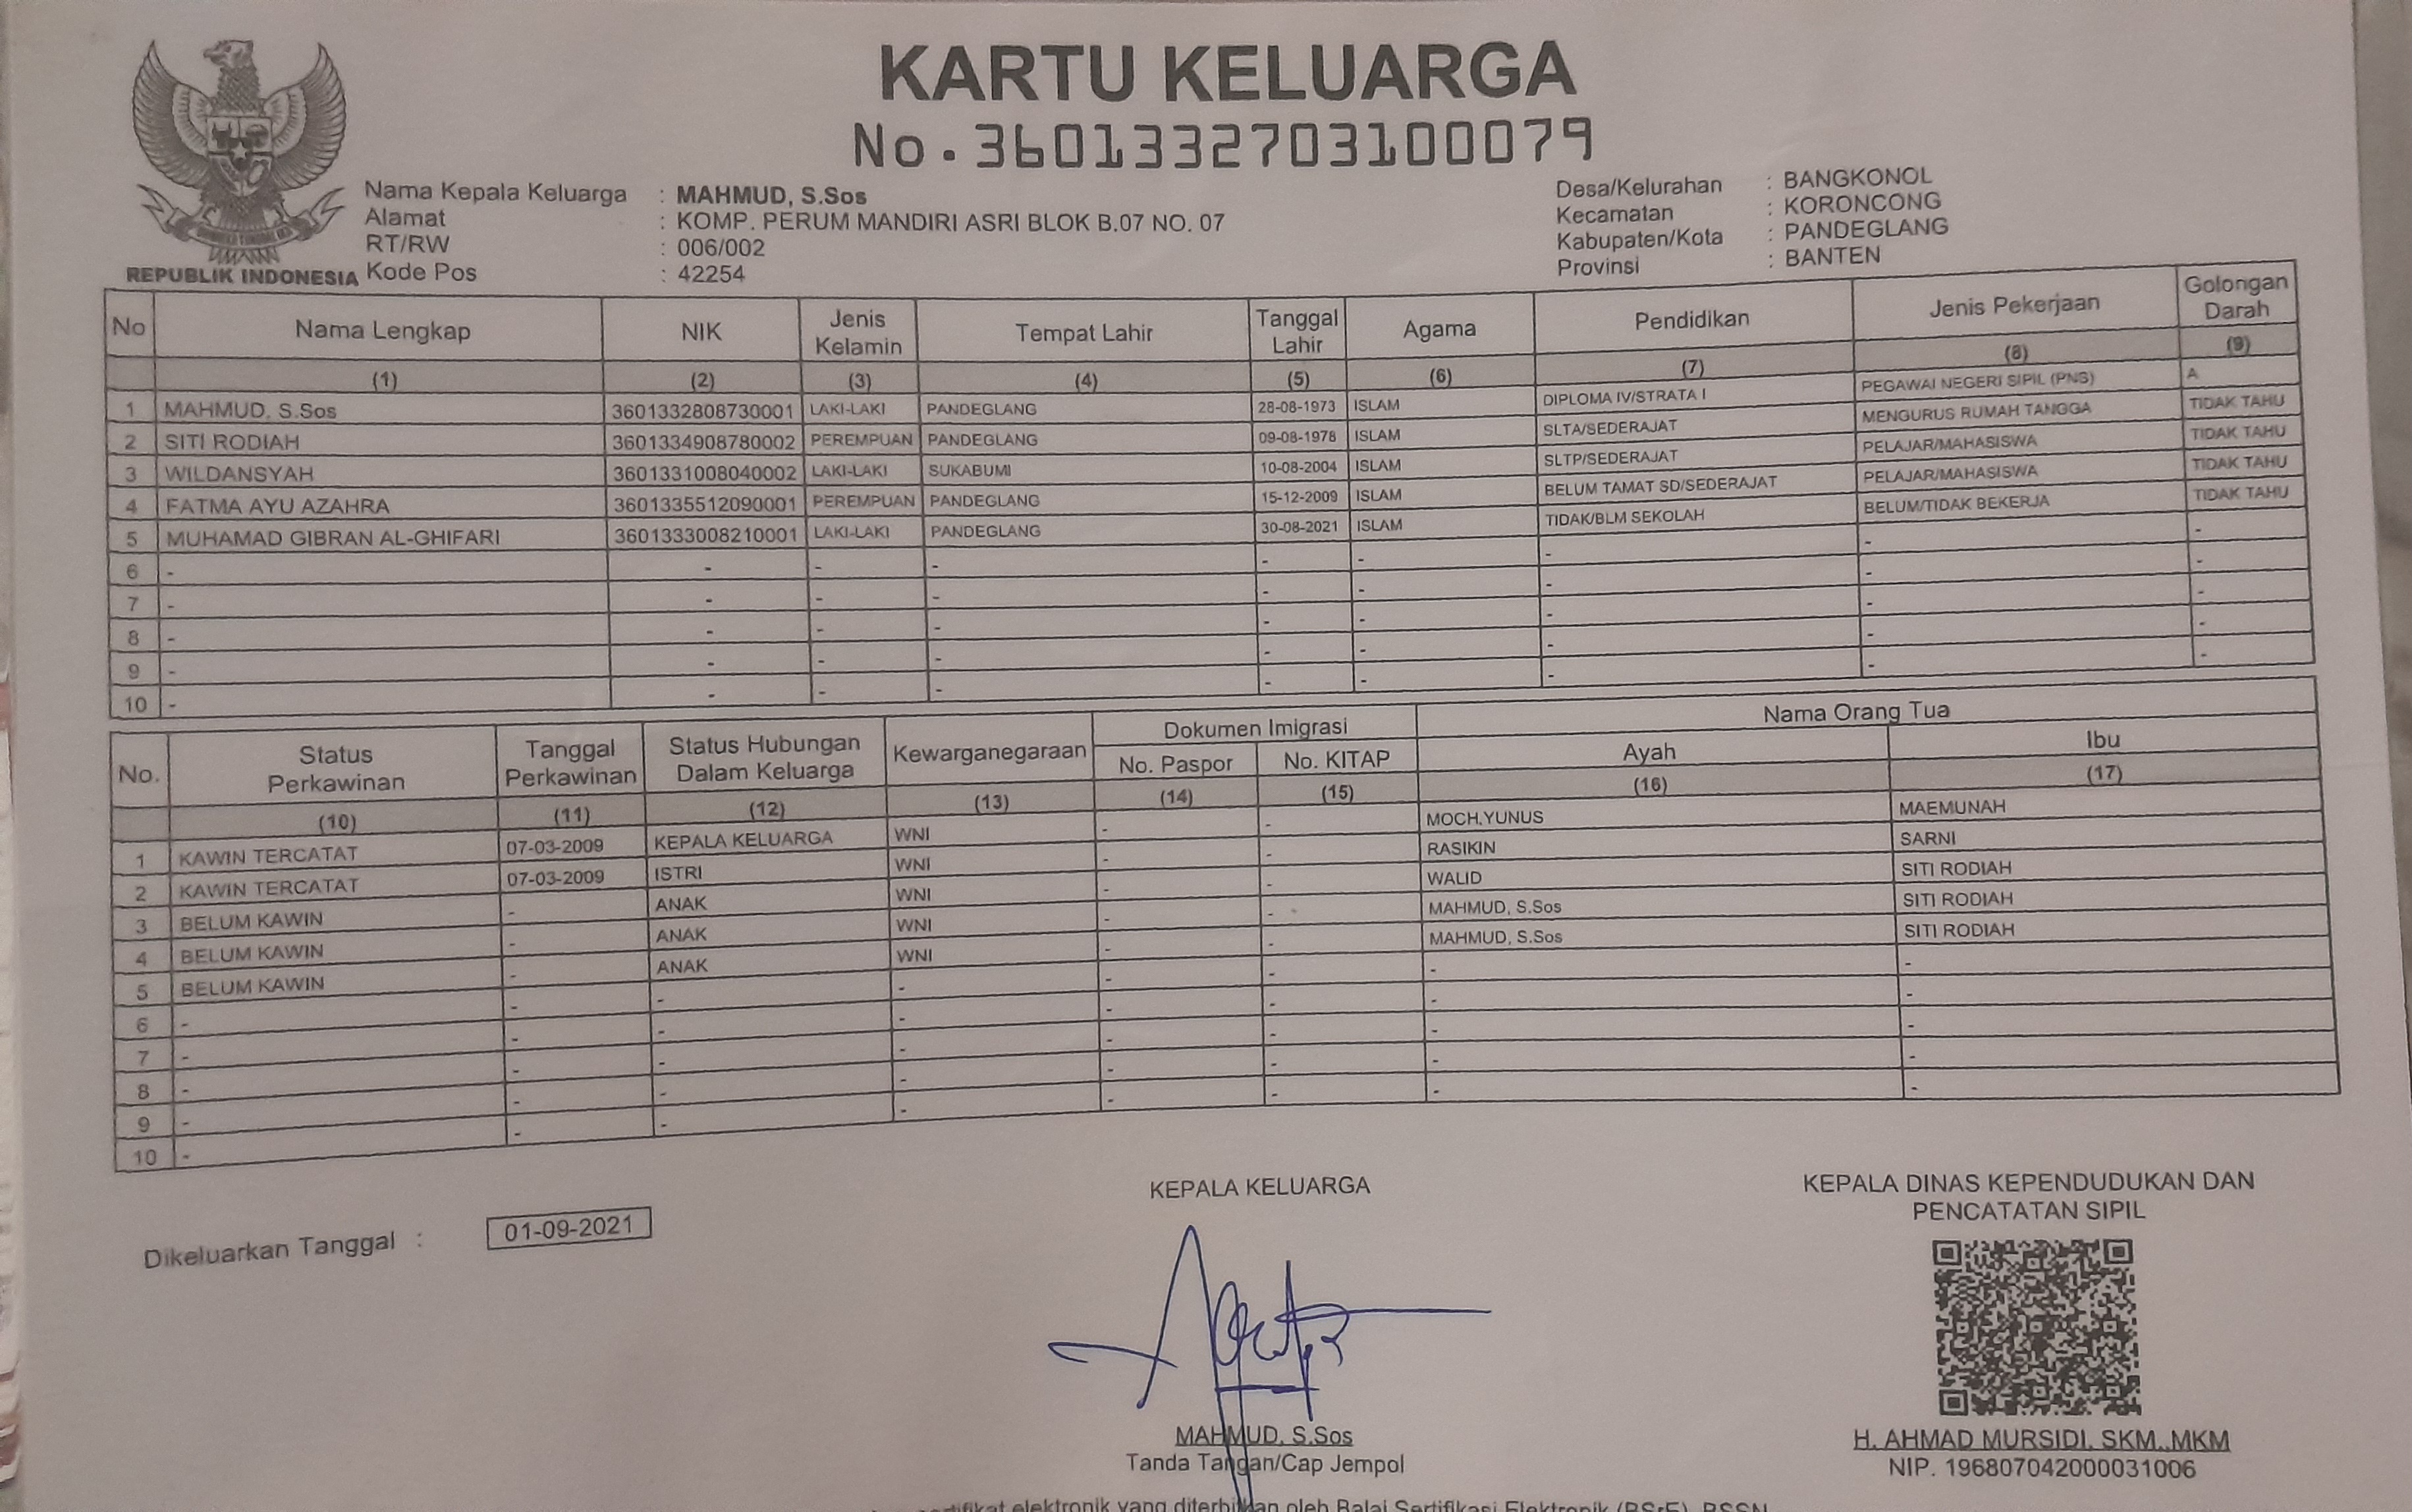 KARTU KELUARGA
No.3601332703100079
Nama Kepala Keluarga : MAHMUD, S.Sos
Alamat : KOMP. PERUM MANDIRI ASRI BLOK B.07 NO. 07
RT/RW : 006/002
Kode Pos : 42254
Desa/Kelurahan : BANGKONOL
Kecamatan : KORONCONG
Kabupaten/Kota : PANDEGLANG
Provinsi : BANTEN
REPUBLIK INDONESIA
No Nama Lengkap NIK Jenis Kelamin Tempat Lahir Tanggal Lahir Agama Pendidikan Jenis Pekerjaan Golongan Darah
(1) (2) (3) (4) (5) (6) (7) (8) (9)
1 MAHMUD, S.Sos 3601332808730001 LAKI-LAKI PANDEGLANG 28-08-1973 ISLAM DIPLOMA IV/STRATA I PEGAWAI NEGERI SIPIL (PNS) A
2 SITI RODIAH 3601334908780002 PEREMPUAN PANDEGLANG 09-08-1978 ISLAM SLTA/SEDERAJAT MENGURUS RUMAH TANGGA TIDAK TAHU
3 WILDANSYAH 3601331008040002 LAKI-LAKI SUKABUMI 10-08-2004 ISLAM SLTP/SEDERAJAT PELAJAR/MAHASISWA TIDAK TAHU
4 FATMA AYU AZAHRA 3601335512090001 PEREMPUAN PANDEGLANG 15-12-2009 ISLAM BELUM TAMAT SD/SEDERAJAT PELAJAR/MAHASISWA TIDAK TAHU
5 MUHAMAD GIBRAN AL-GHIFARI 3601333008210001 LAKI-LAKI PANDEGLANG 30-08-2021 ISLAM TIDAK/BLM SEKOLAH BELUM/TIDAK BEKERJA TIDAK TAHU
6 - - - - - - - - -
7 - - - - - - - - -
8 - - - - - - - - -
9 - - - - - - - - -
10 - - - - - - - - -
No. Status Perkawinan Tanggal Perkawinan Status Hubungan Dalam Keluarga Kewarganegaraan Dokumen Imigrasi Nama Orang Tua
No. Paspor No. KITAP Ayah Ibu
(10) (11) (12) (13) (14) (15) (16) (17)
1 KAWIN TERCATAT 07-03-2009 KEPALA KELUARGA WNI - - MOCH.YUNUS MAEMUNAH
2 KAWIN TERCATAT 07-03-2009 ISTRI WNI - - RASIKIN SARNI
3 BELUM KAWIN - ANAK WNI - - WALID SITI RODIAH
4 BELUM KAWIN - ANAK WNI - - MAHMUD, S.Sos SITI RODIAH
5 BELUM KAWIN - ANAK WNI - - MAHMUD, S.Sos SITI RODIAH
6 - - - - - - - -
7 - - - - - - - -
8 - - - - - - - -
9 - - - - - - - -
10 - - - - - - - -
Dikeluarkan Tanggal : 01-09-2021
KEPALA KELUARGA
MAHMUD, S.Sos
Tanda Tangan/Cap Jempol
KEPALA DINAS KEPENDUDUKAN DAN
PENCATATAN SIPIL
H. AHMAD MURSIDI, SKM.,MKM
NIP. 196807042000031006
elektronik yang diterbitkan oleh Balai Sertifikasi Elektronik (BSrE), BSSN